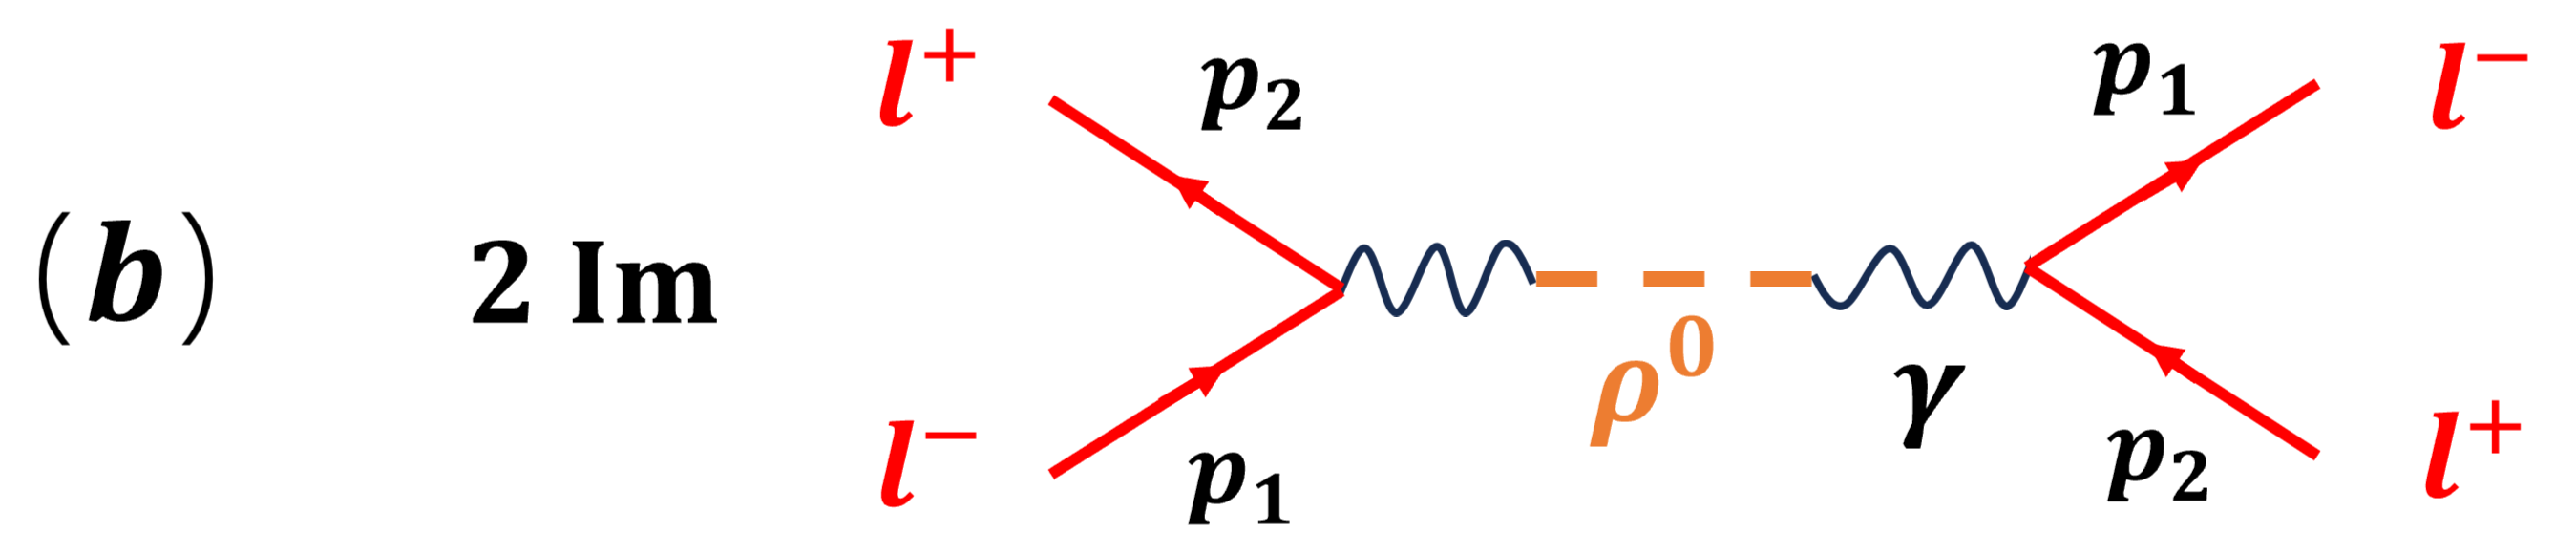 l⁺ p₂ p₁ l⁻
(b) 2 Im
ρ⁰ γ
l⁻ p₁ p₂ l⁺